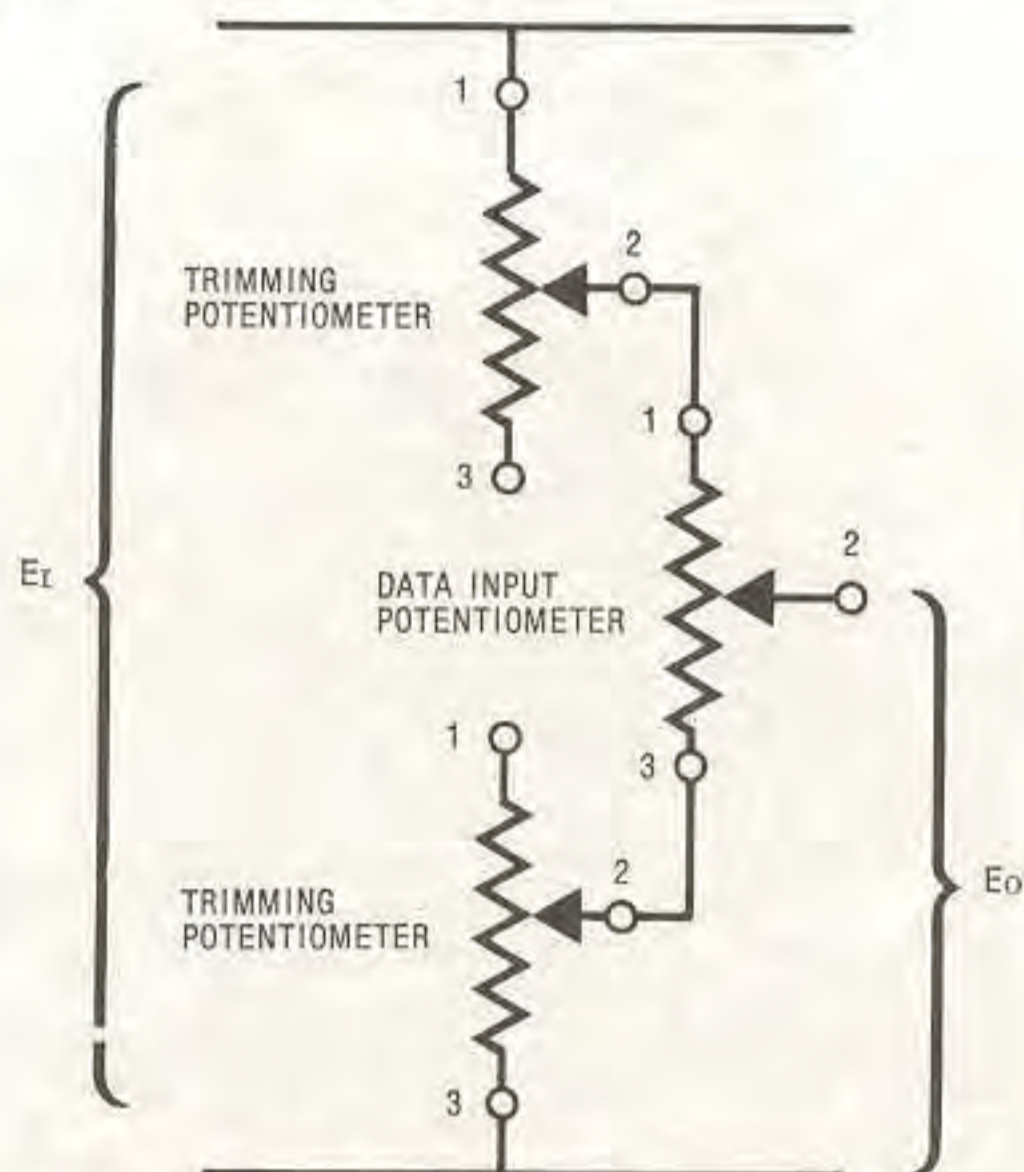 1
2
TRIMMING
POTENTIOMETER
1
3
2
EI
DATA INPUT
POTENTIOMETER
1
3
2
TRIMMING
POTENTIOMETER
EO
3